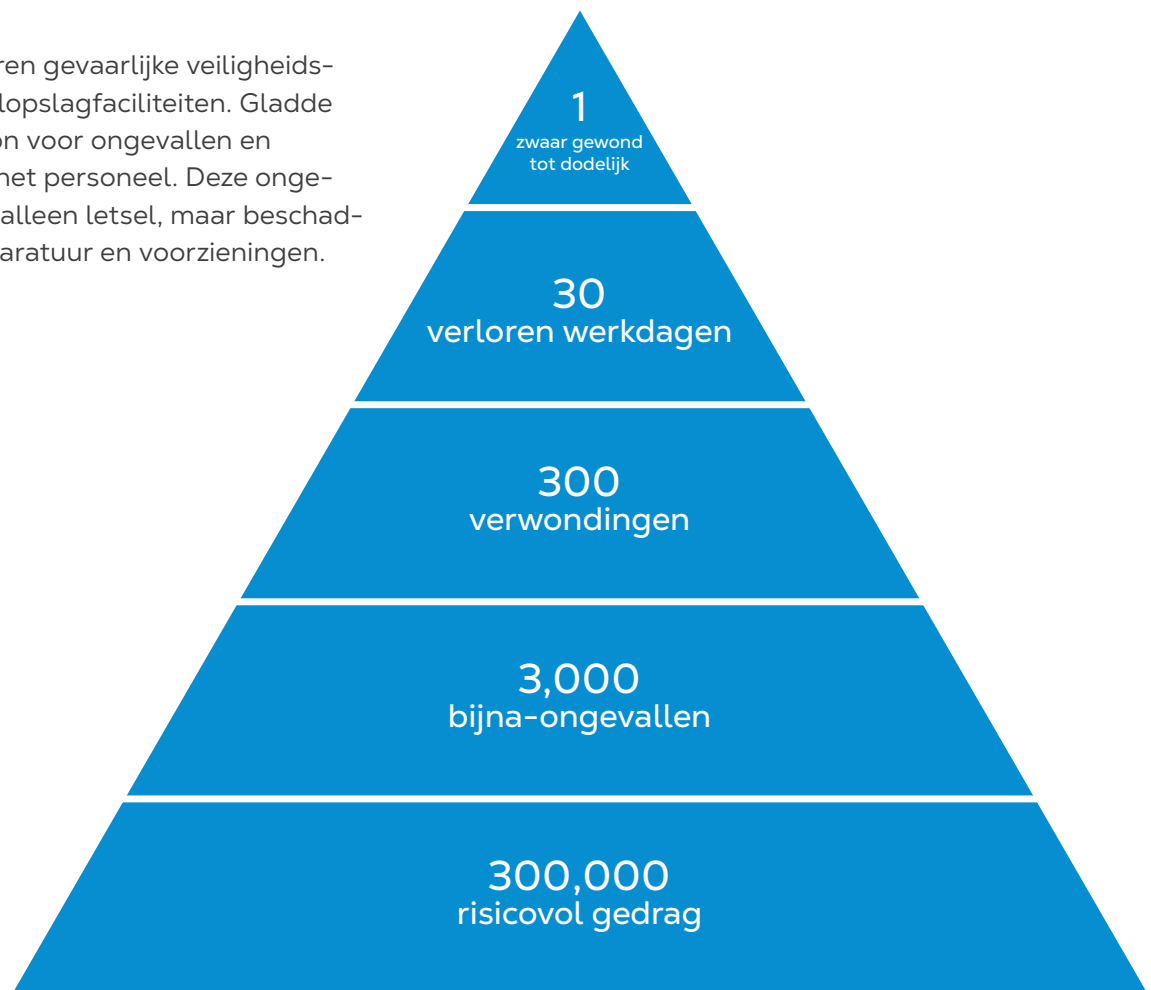 ren gevaarlijke veiligheids-
lopslagfaciliteiten. Gladde
on voor ongevallen en
net personeel. Deze onge-
alleen letsel, maar beschad-
aratuur en voorzieningen.
1
zwaar gewond
tot dodelijk
30
verloren werkdagen
300
verwondingen
3,000
bijna-ongevallen
300,000
risicovol gedrag